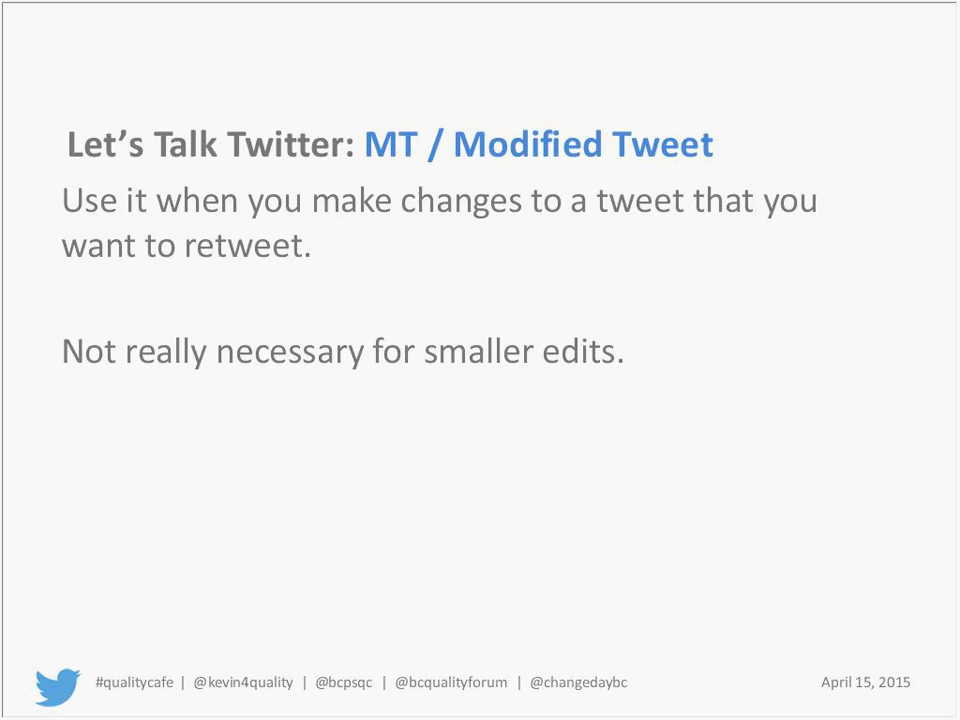 Let’s Talk Twitter: MT / Modified Tweet
Use it when you make changes to a tweet that you
want to retweet.
Not really necessary for smaller edits.
#qualitycafe | @kevin4quality | @bcpsqc | @bcqualityforum | @changedaybc April 15, 2015